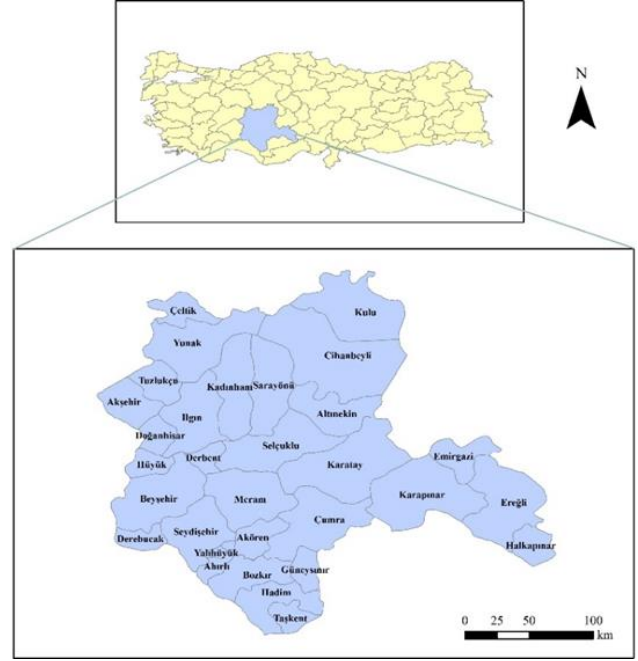 N
Çeltik
Kulu
Yunak
Cihanbeyli
Tuzlukçu
Kadınhanı
Sarayönü
Akşehir
Ilgın
Altınekin
Doğanhisar
Selçuklu
Hüyük
Derbent
Karatay
Emirgazi
Beyşehir
Meram
Karapınar
Ereğli
Çumra
Derebucak
Seydişehir
Akören
Halkapınar
Yalıhüyük
Ahırlı
Bozkır
Güneysınır
Hadim
Taşkent
0 25 50 100
km